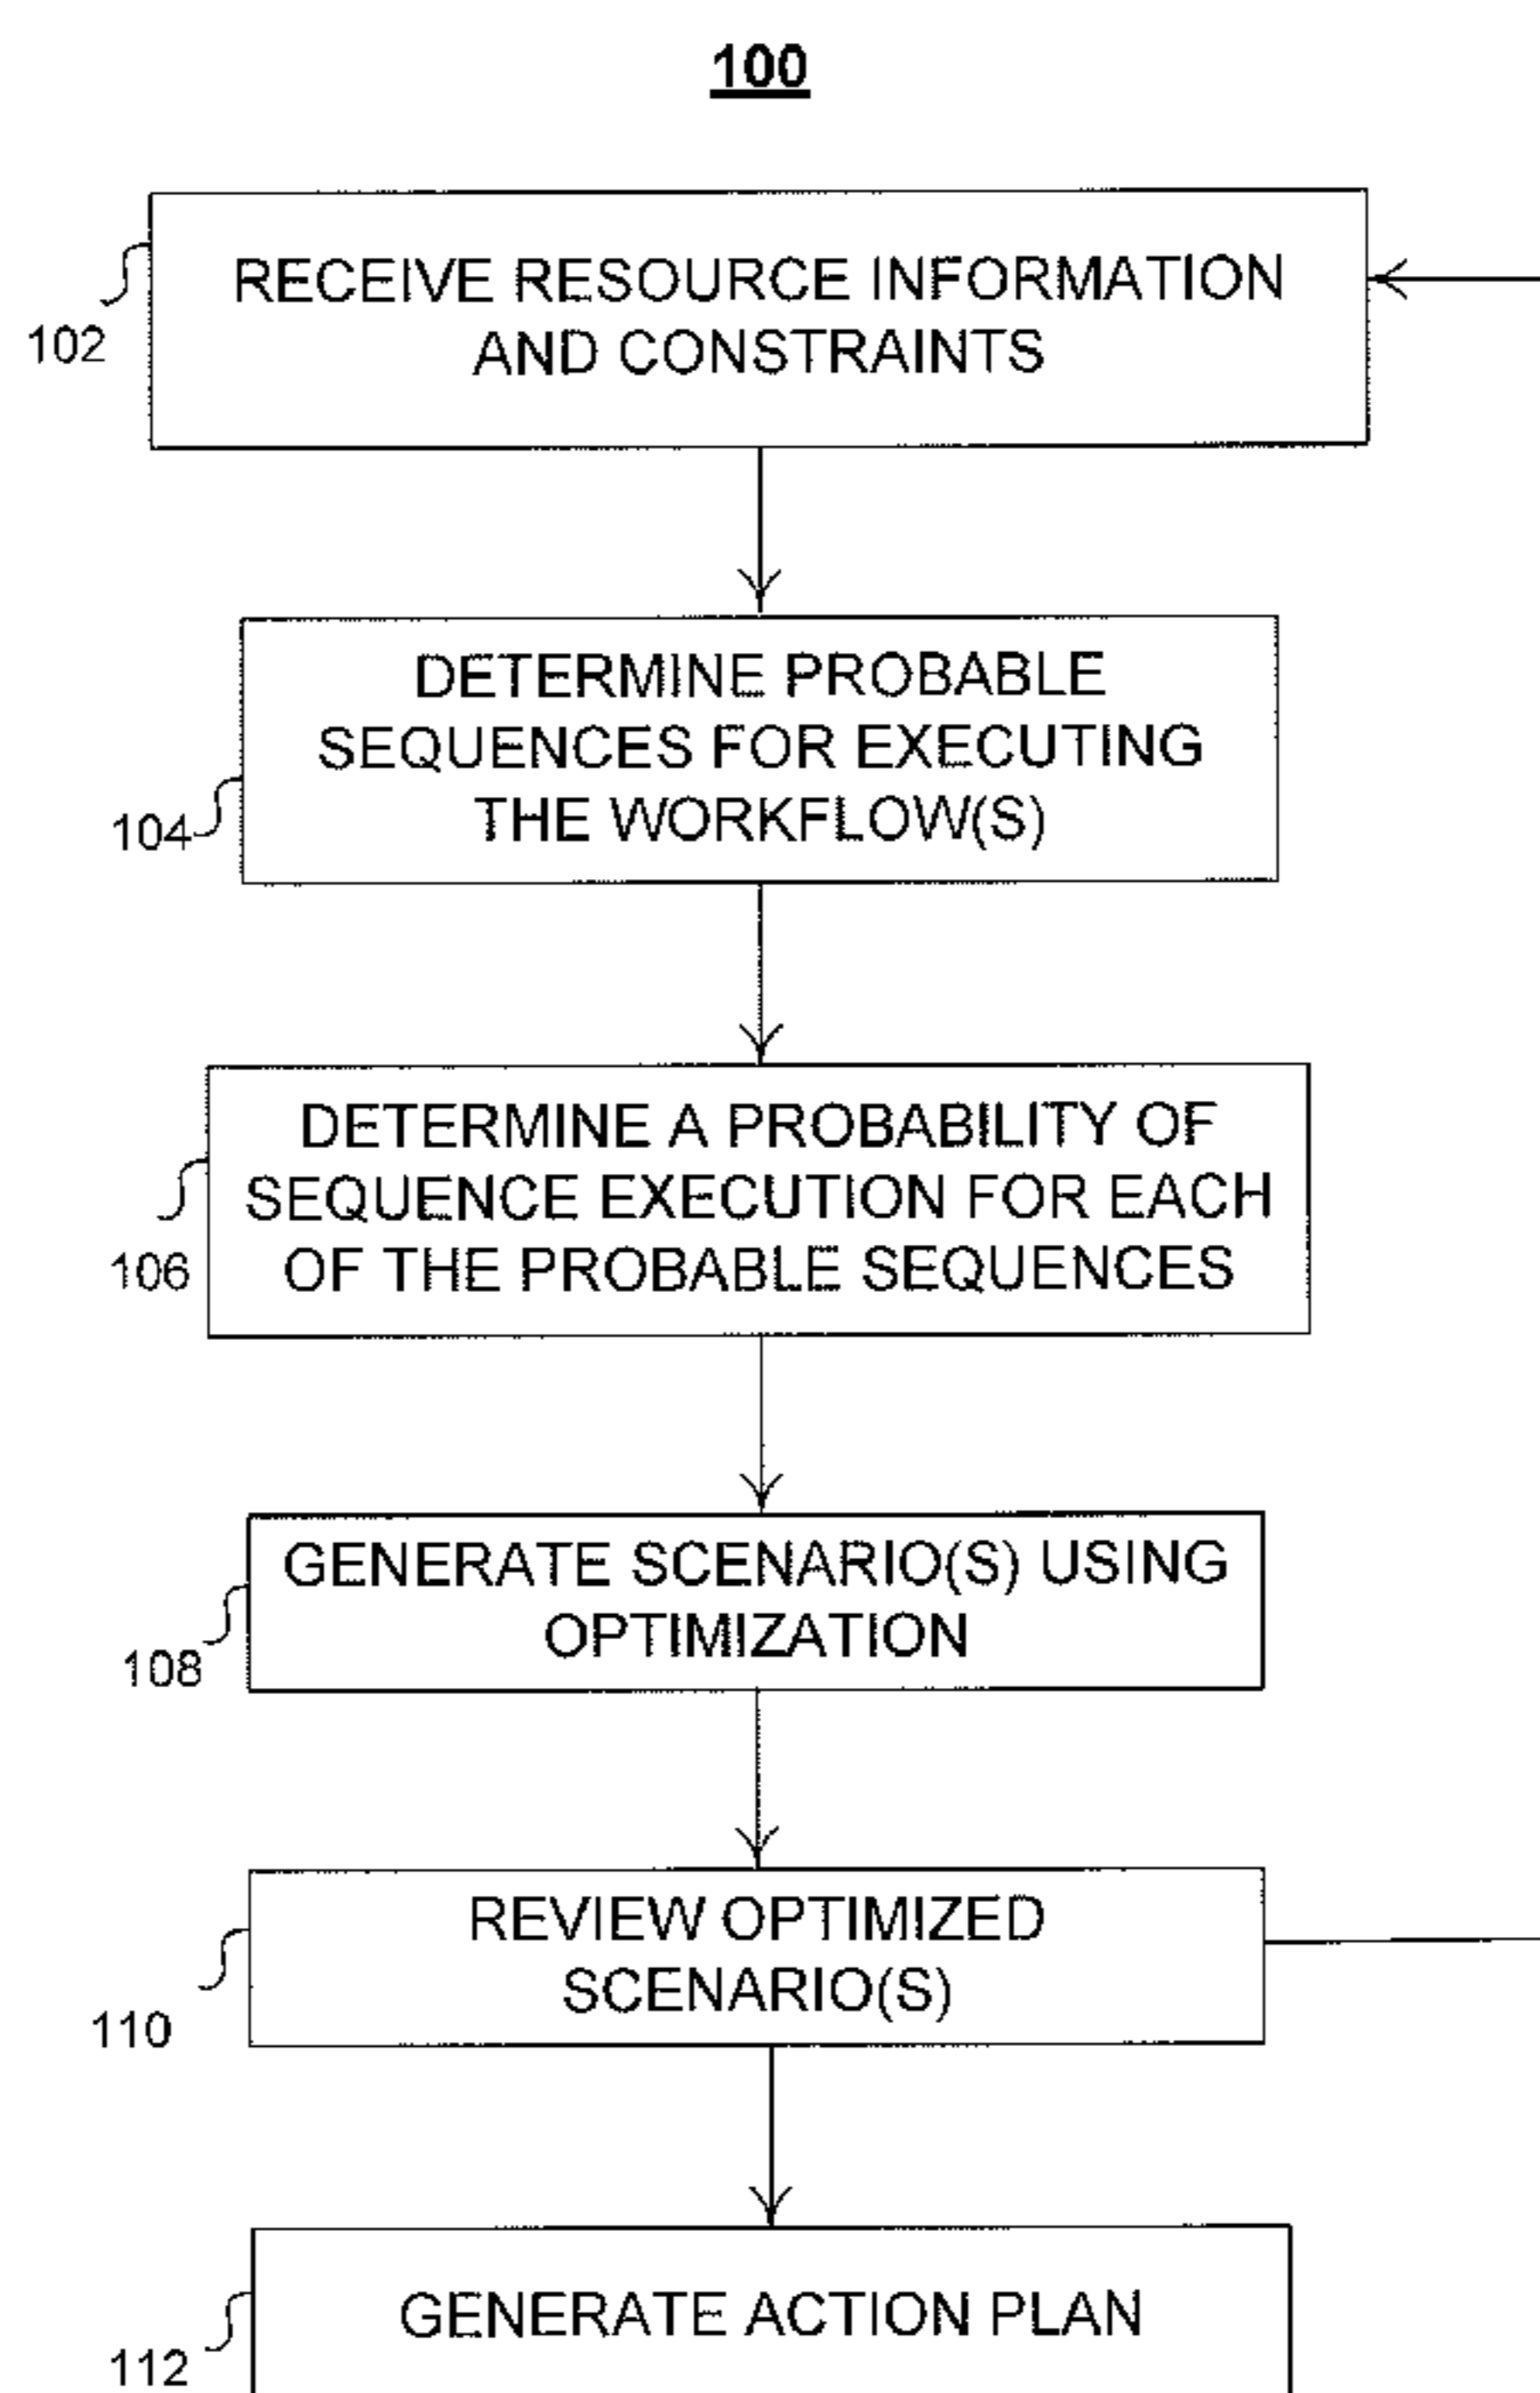 100
RECEIVE RESOURCE INFORMATION
AND CONSTRAINTS
102
DETERMINE PROBABLE
SEQUENCES FOR EXECUTING
THE WORKFLOW(S)
104
DETERMINE A PROBABILITY OF
SEQUENCE EXECUTION FOR EACH
OF THE PROBABLE SEQUENCES
106
GENERATE SCENARIO(S) USING
OPTIMIZATION
108
REVIEW OPTIMIZED
SCENARIO(S)
110
GENERATE ACTION PLAN
112